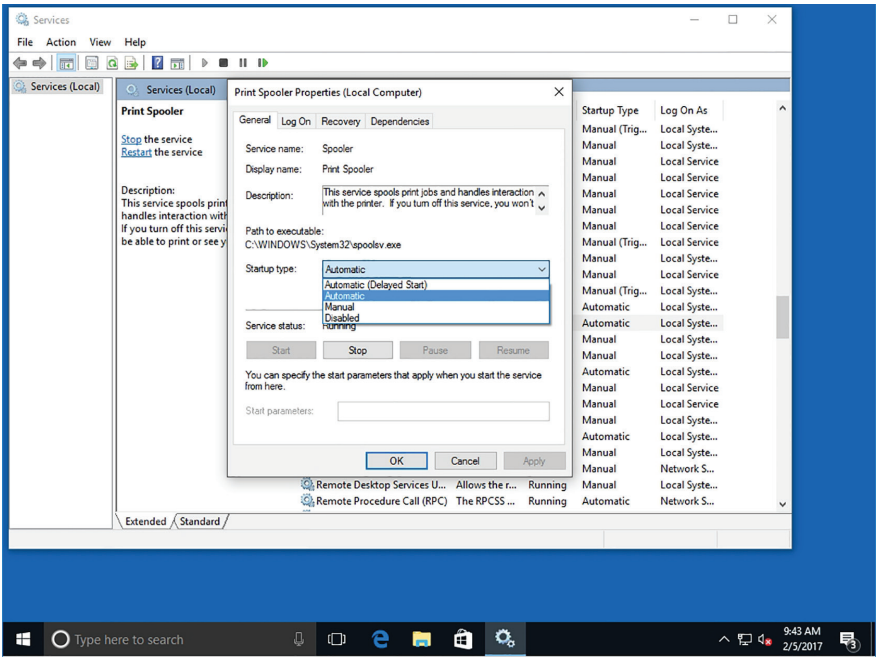 Services
File Action View Help
?
Services (Local)
Services (Local)
Print Spooler
Stop the service
Restart the service
Description:
This service spools print
handles interaction with
If you turn off this servi
be able to print or see y
Print Spooler Properties (Local Computer)
General Log On Recovery Dependencies
Service name: Spooler
Display name: Print Spooler
Description: This service spools print jobs and handles interaction
with the printer. If you turn off this service, you won't
Path to executable:
C:\WINDOWS\System32\spoolsv.exe
Startup type: Automatic
Automatic (Delayed Start)
Automatic
Manual
Disabled
Service status: Running
Start Stop Pause Resume
You can specify the start parameters that apply when you start the service
from here.
Start parameters:
OK Cancel Apply
Startup Type Log On As
Manual (Trig... Local Syste...
Manual Local Syste...
Manual Local Service
Manual Local Service
Manual Local Service
Manual Local Service
Manual Local Service
Manual (Trig... Local Syste...
Manual Local Syste...
Manual Local Service
Manual (Trig... Local Syste...
Automatic Local Syste...
Automatic Local Syste...
Manual Local Syste...
Manual Local Syste...
Automatic Local Syste...
Manual Local Service
Manual Local Service
Manual Local Syste...
Automatic Local Syste...
Manual Local Syste...
Manual Network S...
Remote Desktop Services U... Allows the r... Running Manual Local Syste...
Remote Procedure Call (RPC) The RPCSS ... Running Automatic Network S...
Extended Standard
Type here to search
9:43 AM
2/5/2017
3